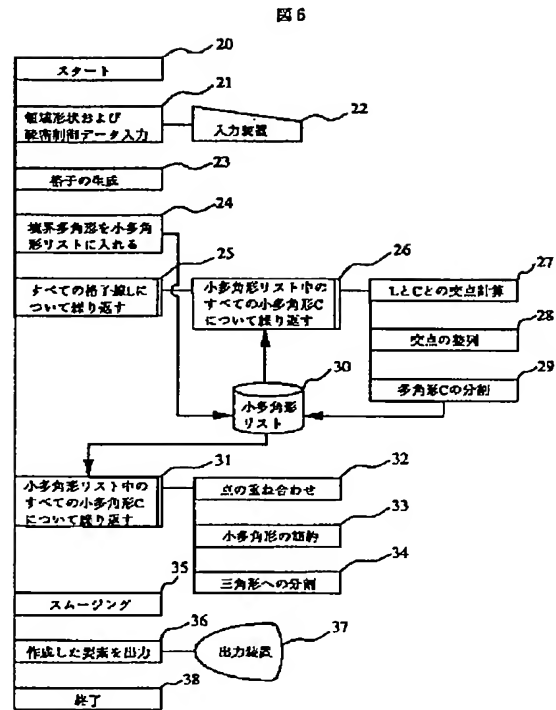 図6
20
スタート
21
領域形状および
疎密制御データ入力
22
入力装置
23
格子の生成
24
境界多角形を小多角
形リストに入れる
25
すべての格子線Lに
ついて繰り返す
26
小多角形リスト中の
すべての小多角形C
について繰り返す
27
LとCとの交点計算
28
交点の整列
29
多角形Cの分割
30
小多角形
リスト
31
小多角形リスト中の
すべての小多角形C
について繰り返す
32
点の重ね合わせ
33
小多角形の簡約
34
三角形への分割
35
スムージング
36
作成した要素を出力
37
出力装置
38
終了